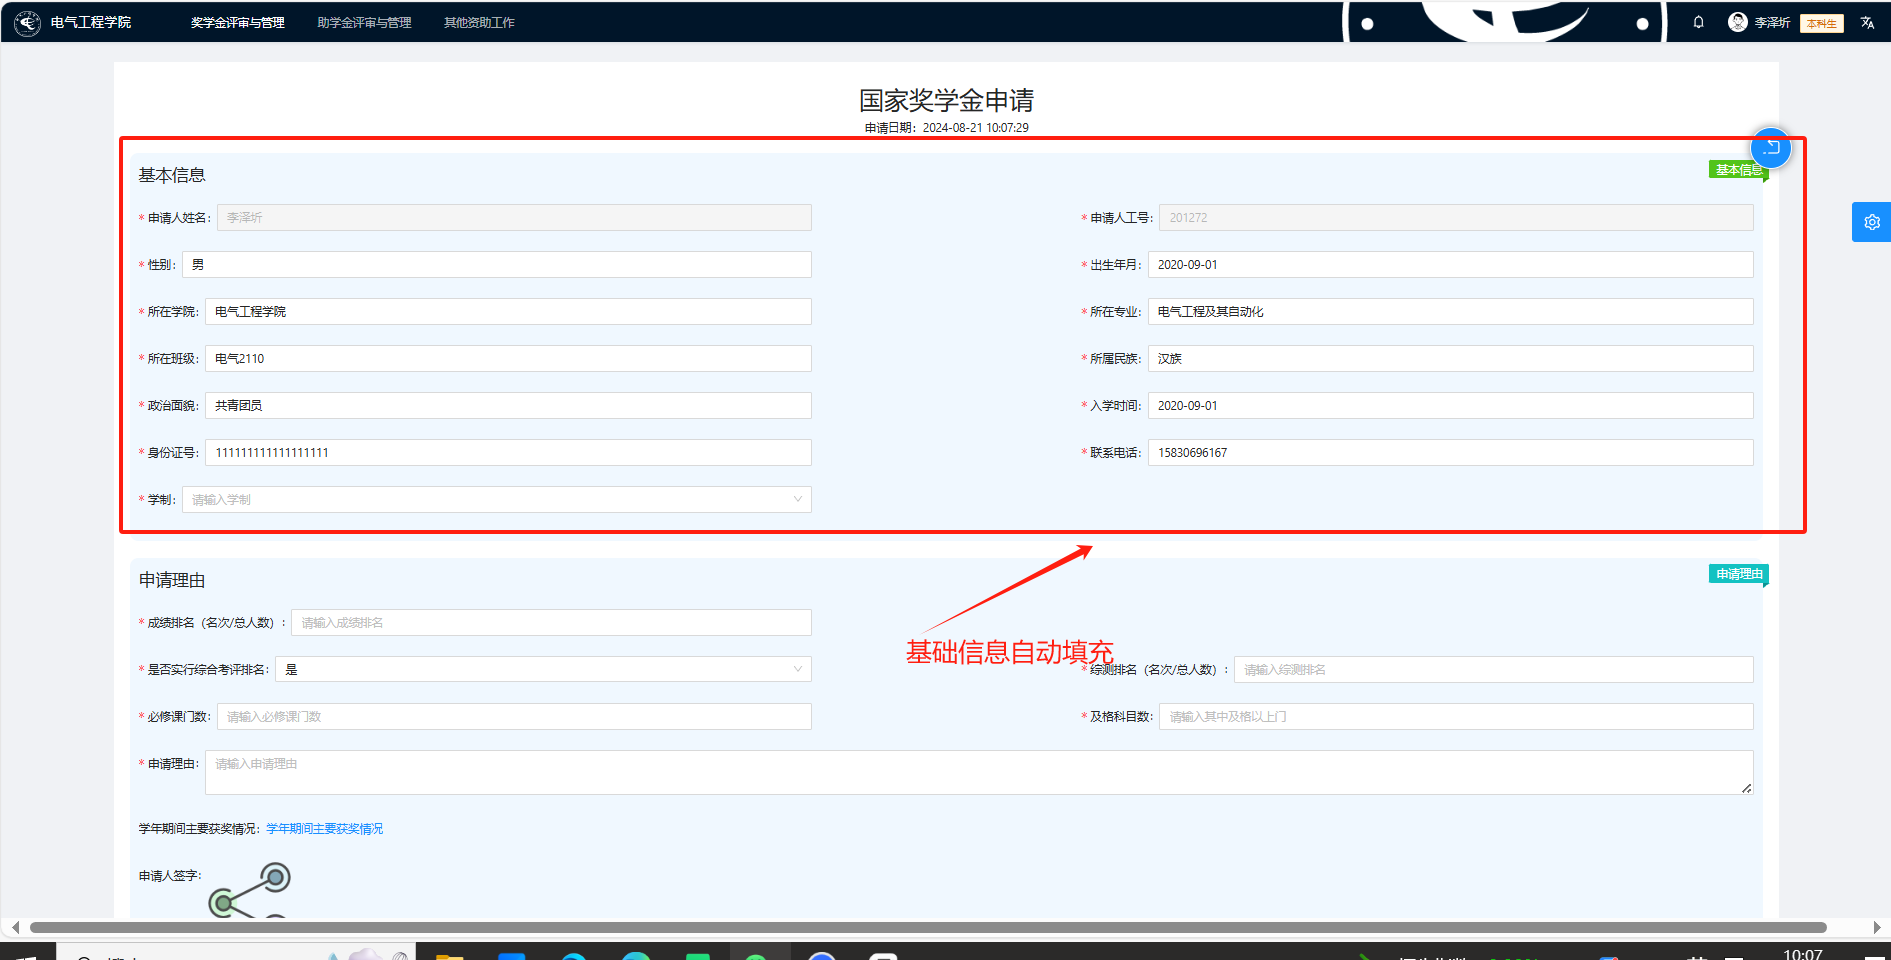 电气工程学院 奖学金评审与管理 助学金评审与管理 其他资助工作 李泽圻 本科生
国家奖学金申请
申请日期：2024-08-21 10:07:29
基本信息 基本信息
* 申请人姓名： 李泽圻 * 申请人工号： 201272
* 性别： 男 * 出生年月： 2020-09-01
* 所在学院： 电气工程学院 * 所在专业： 电气工程及其自动化
* 所在班级： 电气2110 * 所属民族： 汉族
* 政治面貌： 共青团员 * 入学时间： 2020-09-01
* 身份证号： 111111111111111111 * 联系电话： 15830696167
* 学制： 请输入学制
申请理由 申请理由
* 成绩排名（名次/总人数）： 请输入成绩排名
基础信息自动填充
* 是否实行综合考评排名： 是 * 综测排名（名次/总人数）： 请输入综测排名
* 必修课门数： 请输入必修课门数 * 及格科目数： 请输入其中及格以上门
* 申请理由： 请输入申请理由
学年期间主要获奖情况： 学年期间主要获奖情况
申请人签字：
10:07